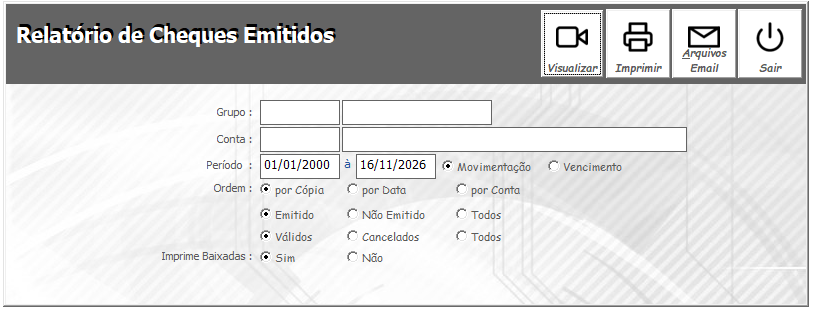 Relatório de Cheques Emitidos
Visualizar
Imprimir
Arquivos
Email
Sair
Grupo :
Conta :
Período : 01/01/2000 à 16/11/2026 Movimentação Vencimento
Ordem : por Cópia por Data por Conta
Emitido Não Emitido Todos
Válidos Cancelados Todos
Imprime Baixadas : Sim Não